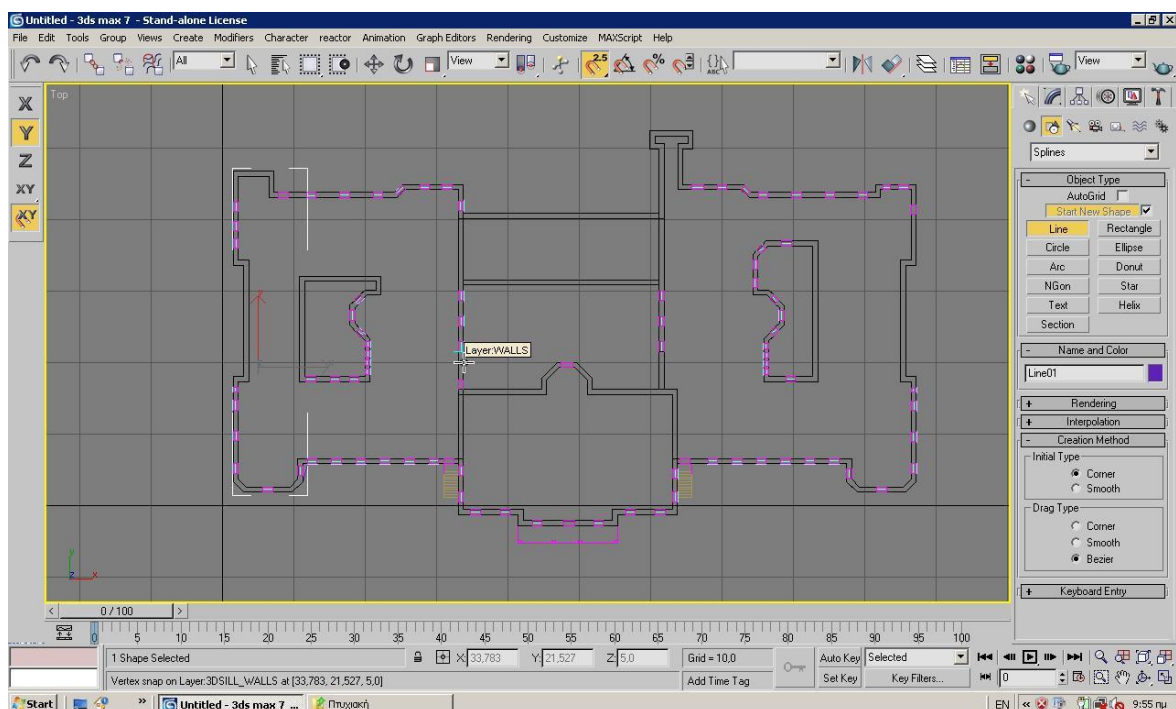 Untitled - 3ds max 7 - Stand-alone License
File Edit Tools Group Views Create Modifiers Character reactor Animation Graph Editors Rendering Customize MAXScript Help
All View 2.5 ABC View
X
Y
Z
XY
XY
Top
Layer:WALLS
Splines
- Object Type
AutoGrid
Start New Shape
Line Rectangle
Circle Ellipse
Arc Donut
NGon Star
Text Helix
Section
- Name and Color
Line01
+ Rendering
+ Interpolation
- Creation Method
Initial Type
Corner
Smooth
Drag Type
Corner
Smooth
Bezier
+ Keyboard Entry
y
z x
< 0 / 100 >
0 5 10 15 20 25 30 35 40 45 50 55 60 65 70 75 80 85 90 95 100
1 Shape Selected X: 33,783 Y: 21,527 Z: 5,0 Grid = 10,0 Auto Key Selected
Vertex snap on Layer:3DSILL_WALLS at [33,783, 21,527, 5,0] Add Time Tag Set Key Key Filters... 0
Start » Untitled - 3ds max 7 ... Πτυχιακή EN « 9:55 πμ